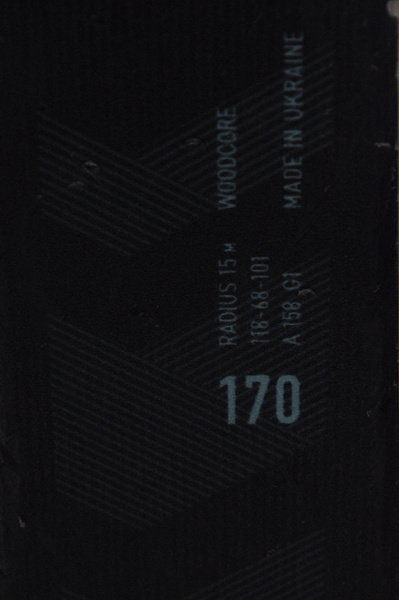 RADIUS 15 M WOODCORE
118-68-101
A 158 G1 MADE IN UKRAINE
170